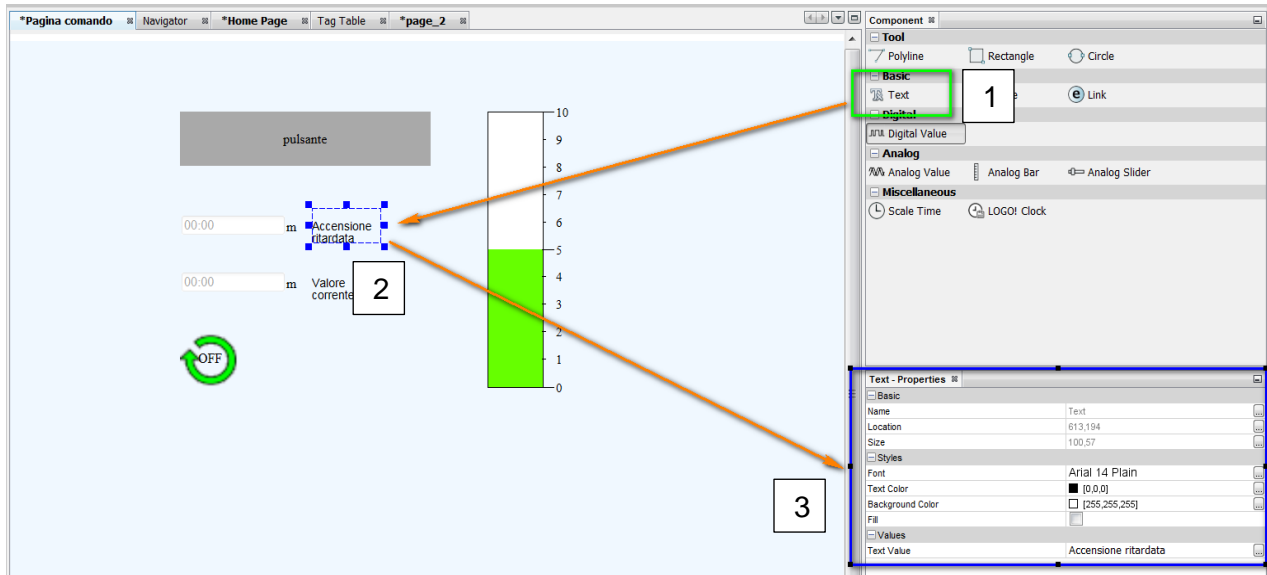 *Pagina comando
Navigator
*Home Page
Tag Table
*page_2
pulsante
00:00 m Accensione
ritardata
00:00 m Valore
corrente
OFF
10
9
8
7
6
5
4
3
2
1
0
1
2
3
Component
Tool
Polyline Rectangle Circle
Basic
Text Link
Digital
Digital Value
Analog
Analog Value Analog Bar Analog Slider
Miscellaneous
Scale Time LOGO! Clock
Text - Properties
Basic
Name Text
Location 613,194
Size 100,57
Styles
Font Arial 14 Plain
Text Color [0,0,0]
Background Color [255,255,255]
Fill
Values
Text Value Accensione ritardata